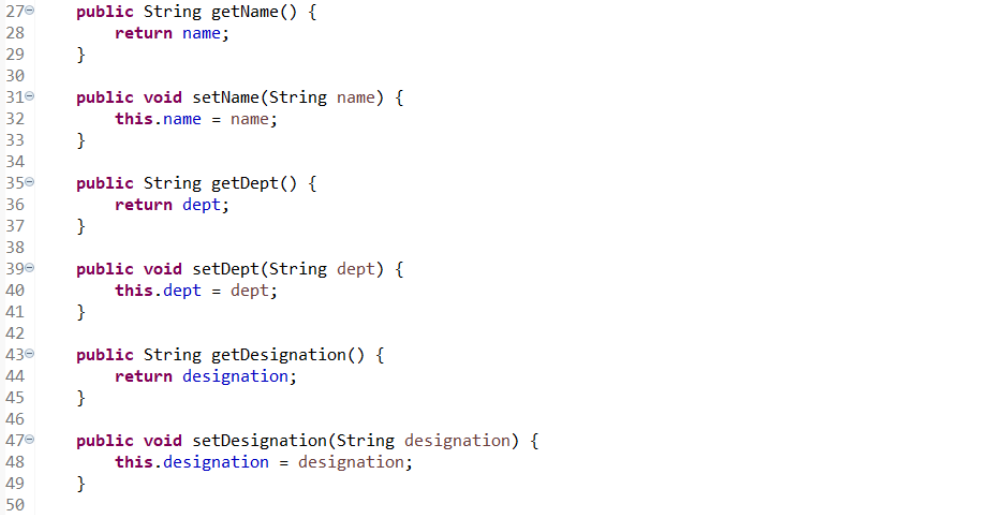 27 public String getName() {
28 return name;
29 }
30
31 public void setName(String name) {
32 this.name = name;
33 }
34
35 public String getDept() {
36 return dept;
37 }
38
39 public void setDept(String dept) {
40 this.dept = dept;
41 }
42
43 public String getDesignation() {
44 return designation;
45 }
46
47 public void setDesignation(String designation) {
48 this.designation = designation;
49 }
50